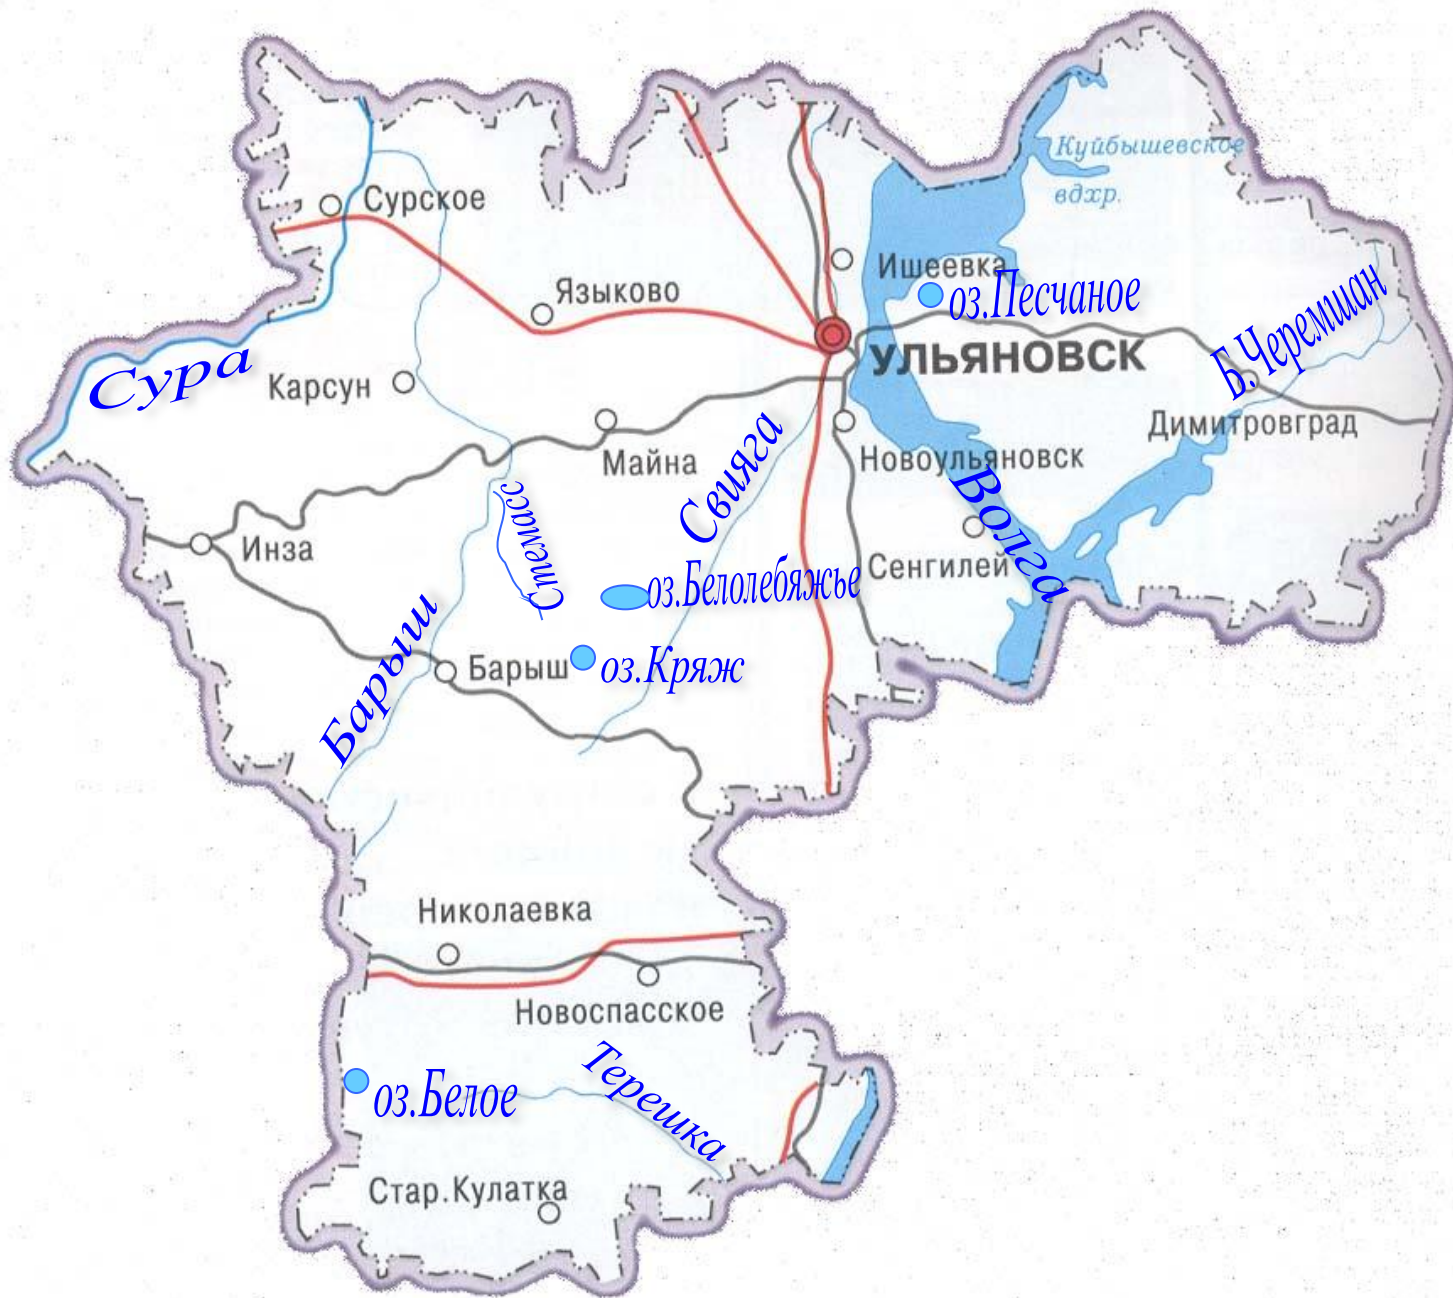 Куйбышевское
вдхр.
Сурское
Ишеевка
оз.Песчаное
Языково
Б.Черемшан
УЛЬЯНОВСК
Сура
Карсун
Димитровград
Майна
Свияга
Новоульяновск
Волга
Стемасс
Инза
Сенгилей
оз.Белолебяжье
Барыш
Барыш
оз.Кряж
Николаевка
Новоспасское
Терешка
оз.Белое
Стар.Кулатка